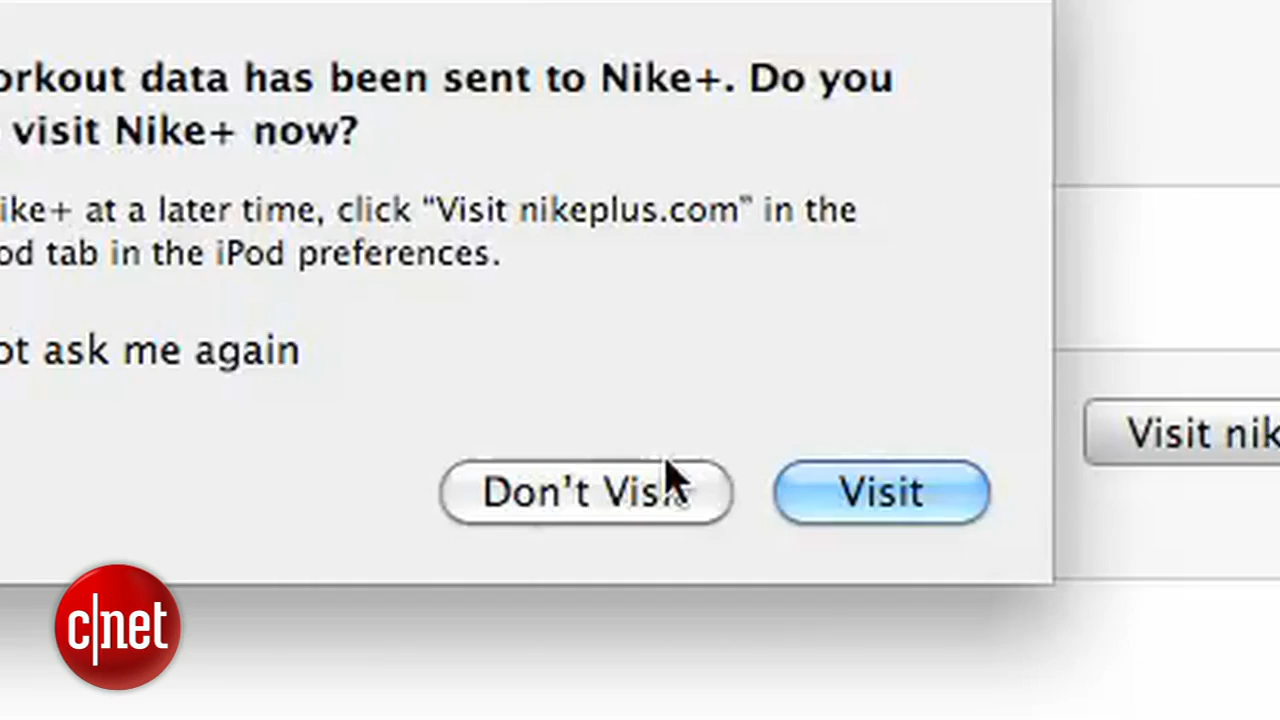 orkout data has been sent to Nike+. Do you
visit Nike+ now?
ike+ at a later time, click “Visit nikeplus.com” in the
od tab in the iPod preferences.
ot ask me again
Visit nik
Don't Visit
Visit
c|net